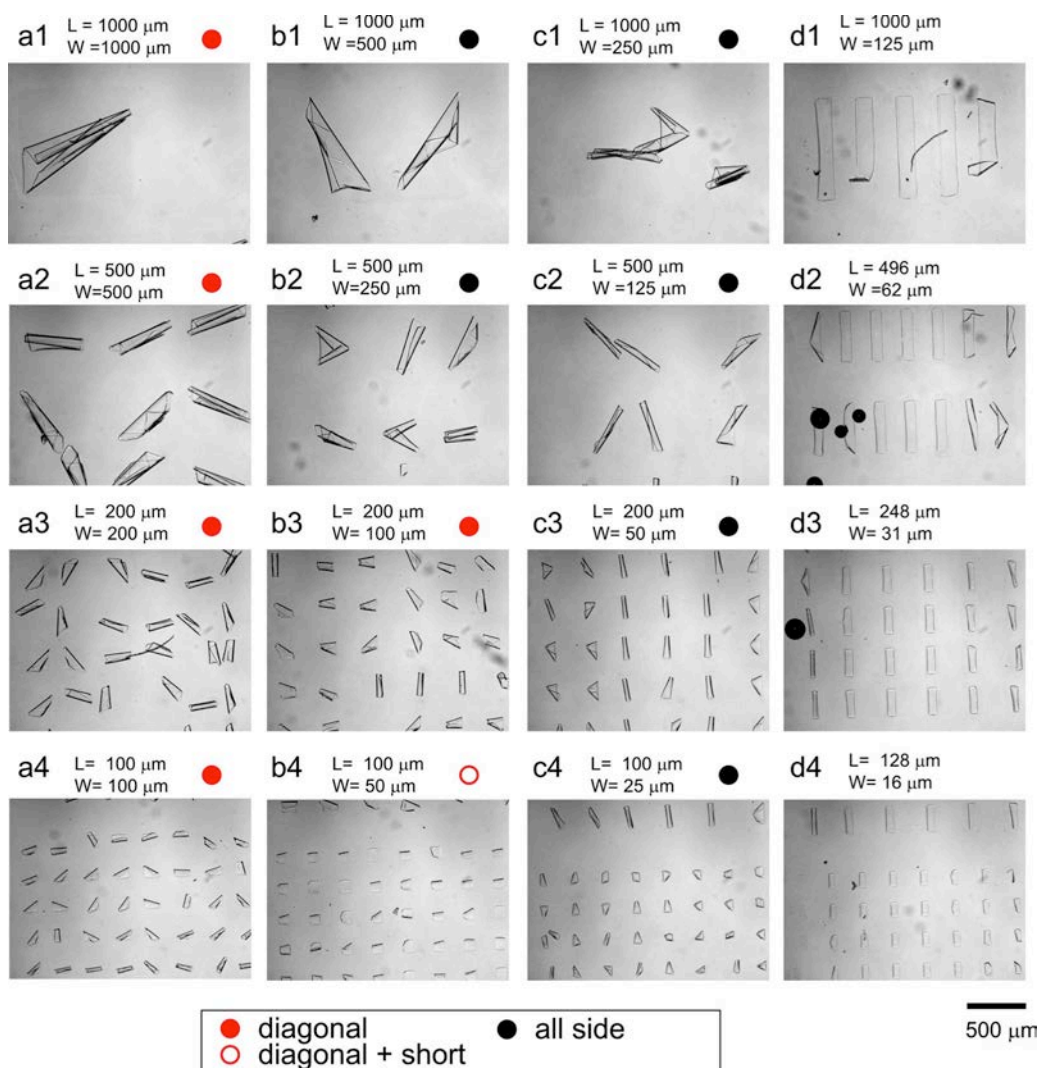 a1 L = 1000 μm
W =1000 μm
b1 L = 1000 μm
W =500 μm
c1 L = 1000 μm
W =250 μm
d1 L = 1000 μm
W =125 μm
a2 L = 500 μm
W=500 μm
b2 L = 500 μm
W=250 μm
c2 L = 500 μm
W =125 μm
d2 L = 496 μm
W =62 μm
a3 L= 200 μm
W= 200 μm
b3 L= 200 μm
W= 100 μm
c3 L= 200 μm
W= 50 μm
d3 L= 248 μm
W= 31 μm
a4 L= 100 μm
W= 100 μm
b4 L= 100 μm
W= 50 μm
c4 L= 100 μm
W= 25 μm
d4 L= 128 μm
W= 16 μm
diagonal
all side
diagonal + short
500 μm